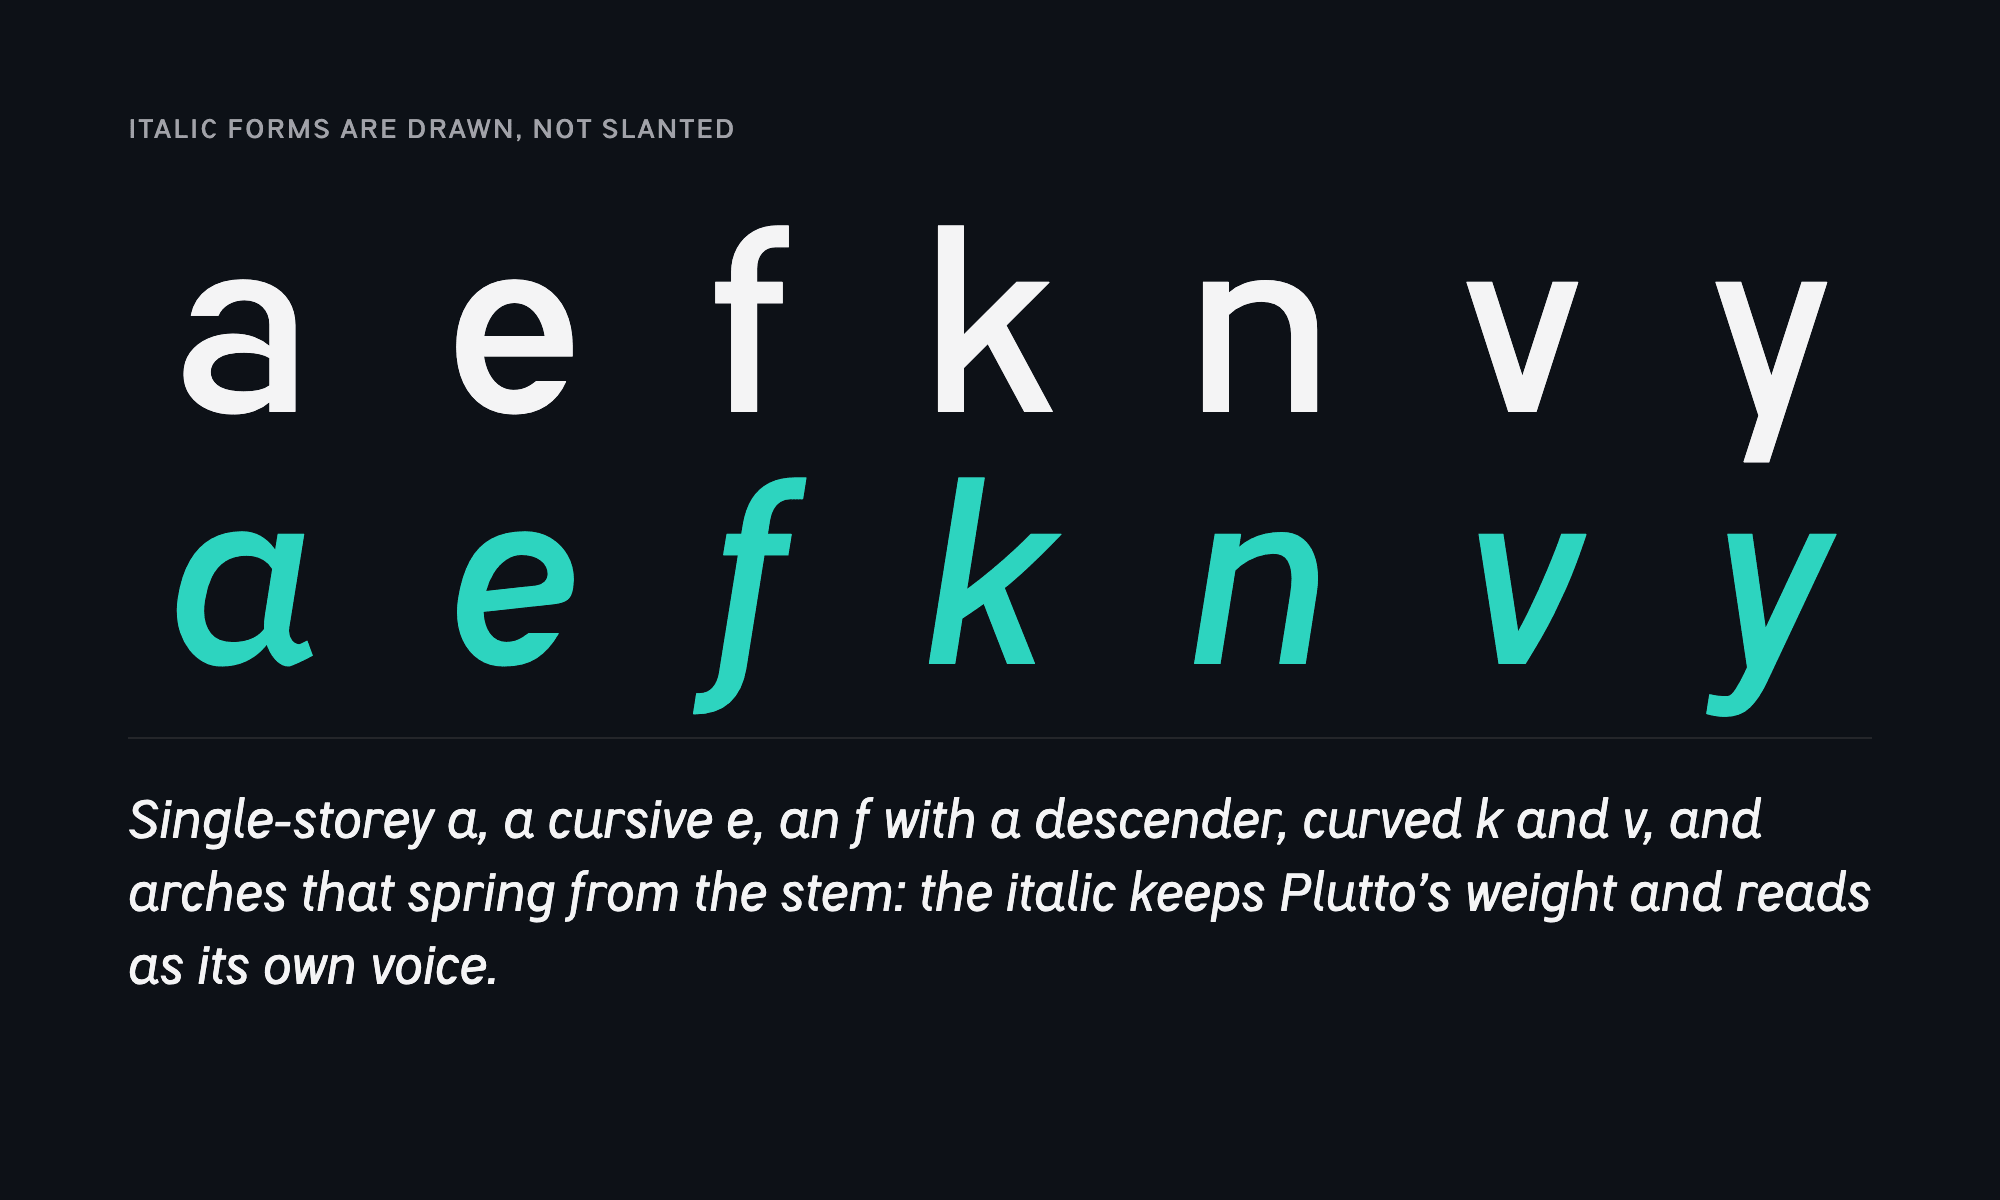 ITALIC FORMS ARE DRAWN, NOT SLANTED
a e f k n v y
a e f k n v y
Single-storey a, a cursive e, an f with a descender, curved k and v, and
arches that spring from the stem: the italic keeps Plutto’s weight and reads
as its own voice.